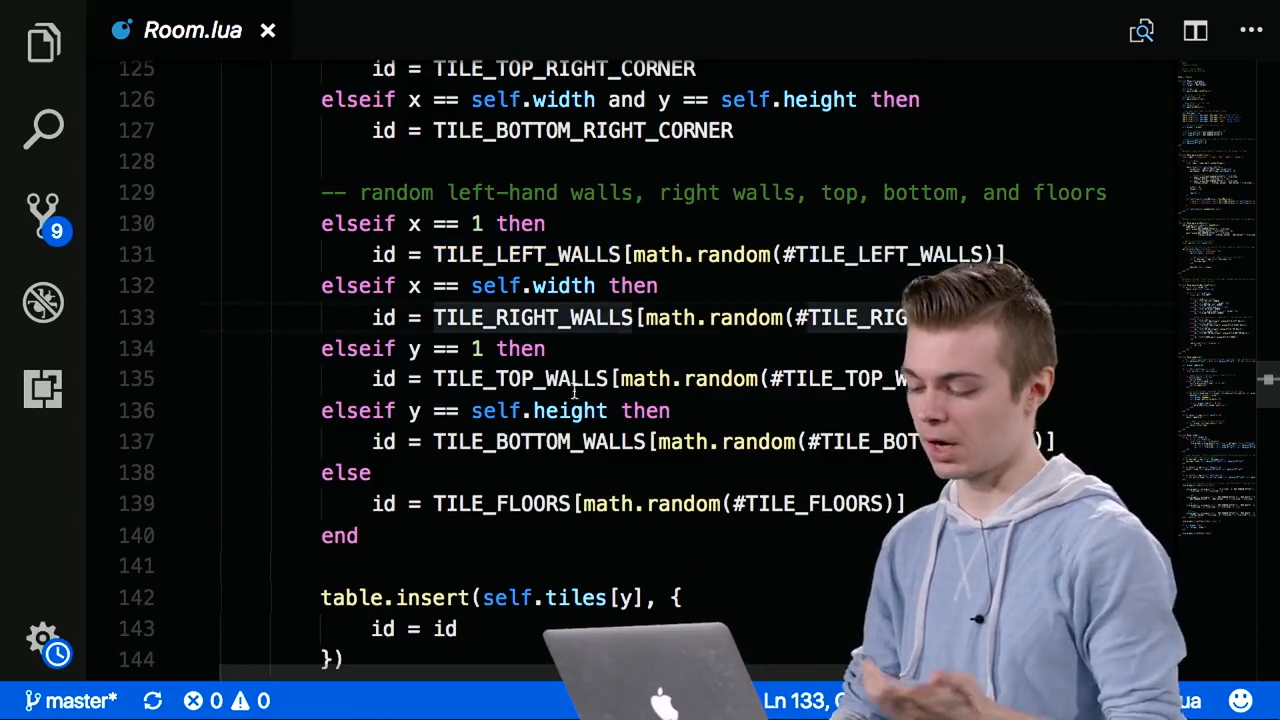 Room.lua
125 id = TILE_TOP_RIGHT_CORNER
126 elseif x == self.width and y == self.height then
127 id = TILE_BOTTOM_RIGHT_CORNER
128
129 -- random left-hand walls, right walls, top, bottom, and floors
130 elseif x == 1 then
131 id = TILE_LEFT_WALLS[math.random(#TILE_LEFT_WALLS)]
132 elseif x == self.width then
133 id = TILE_RIGHT_WALLS[math.random(#TILE_RIG
134 elseif y == 1 then
135 id = TILE_TOP_WALLS[math.random(#TILE_TOP_W
136 elseif y == self.height then
137 id = TILE_BOTTOM_WALLS[math.random(#TILE_BOT )]
138 else
139 id = TILE_FLOORS[math.random(#TILE_FLOORS)]
140 end
141
142 table.insert(self.tiles[y], {
143 id = id
144 })
9
master* 0 0 Ln 133, ua